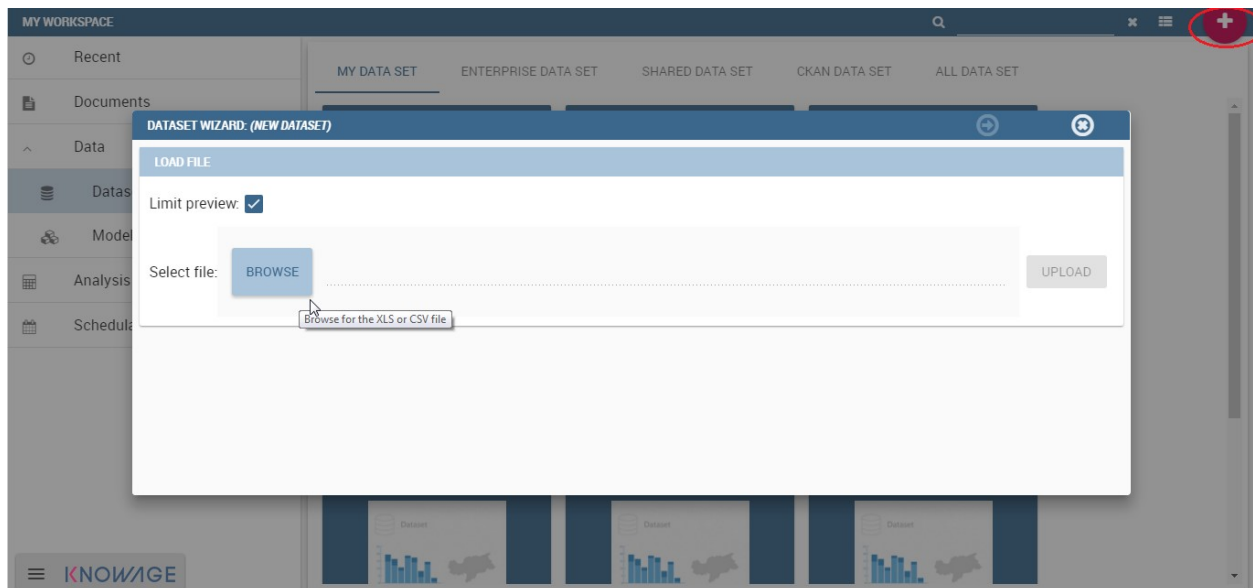 MY WORKSPACE
Recent
MY DATA SET ENTERPRISE DATA SET SHARED DATA SET CKAN DATA SET ALL DATA SET
Documents
DATASET WIZARD: (NEW DATASET)
Data
LOAD FILE
Datas
Limit preview:
Model
Select file: BROWSE UPLOAD
Analysis
Browse for the XLS or CSV file
Schedula
Dataset Dataset Dataset
KNOWAGE